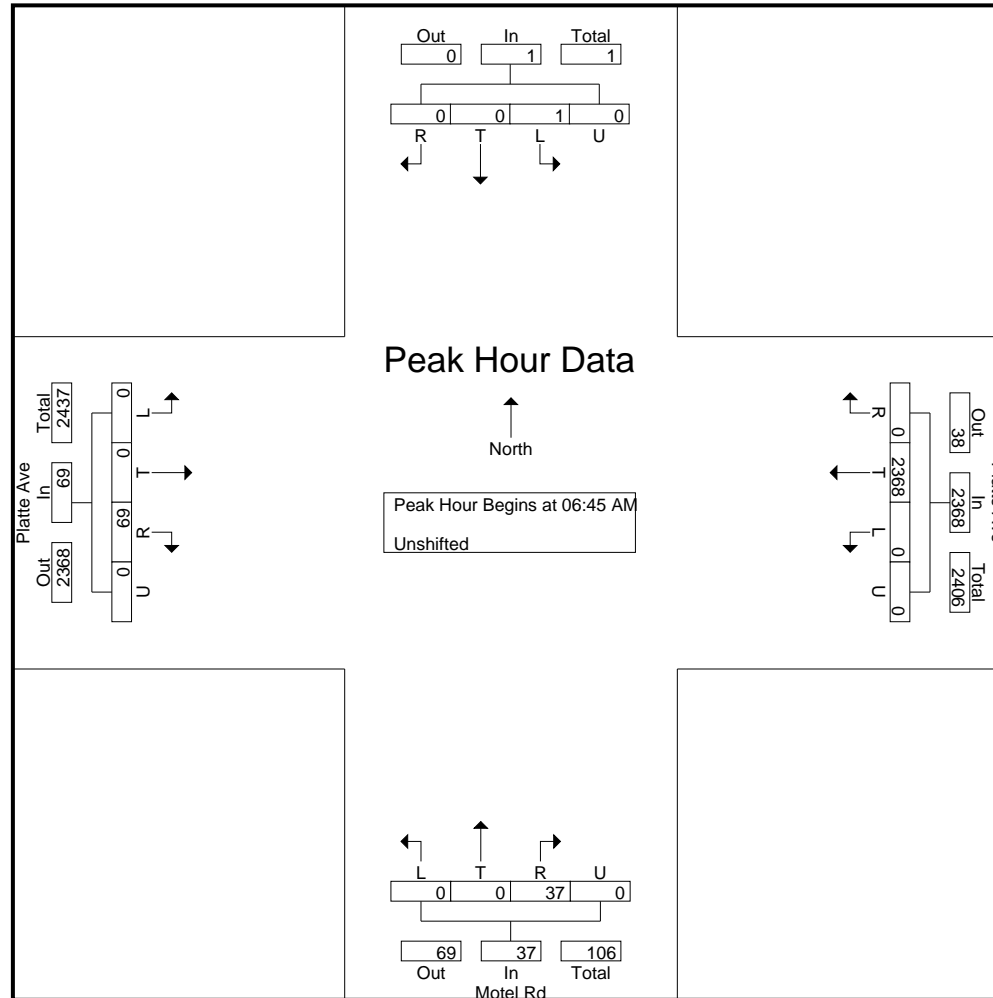 Out In Total
0 1 1
0 0 1 0
R T L U
Peak Hour Data
North
Peak Hour Begins at 06:45 AM
Unshifted
Platte Ave
Out In Total
2368 69 2437
0 0 69 0
L T R U
R T L U
0 2368 0 0
Out In Total
38 2368 2406
L T R U
0 0 37 0
69 37 106
Out In Total
Motel Rd